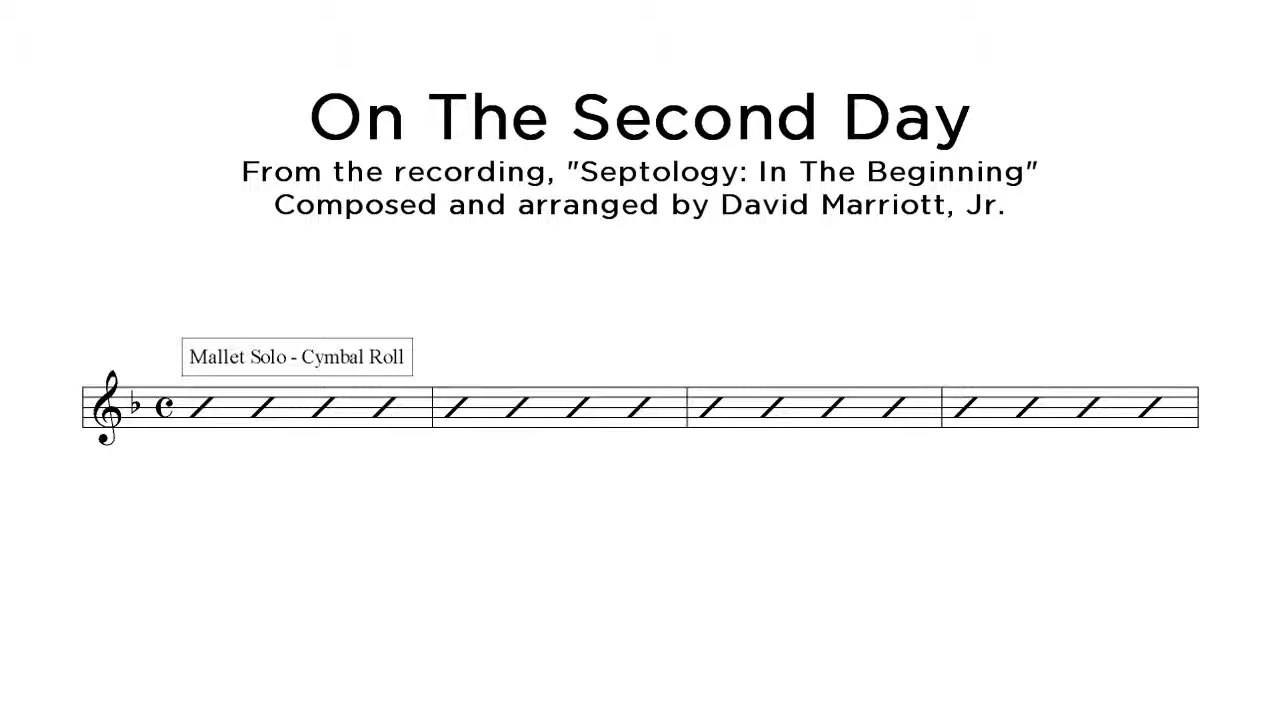 On The Second Day
From the recording, "Septology: In The Beginning"
Composed and arranged by David Marriott, Jr.
Mallet Solo - Cymbal Roll